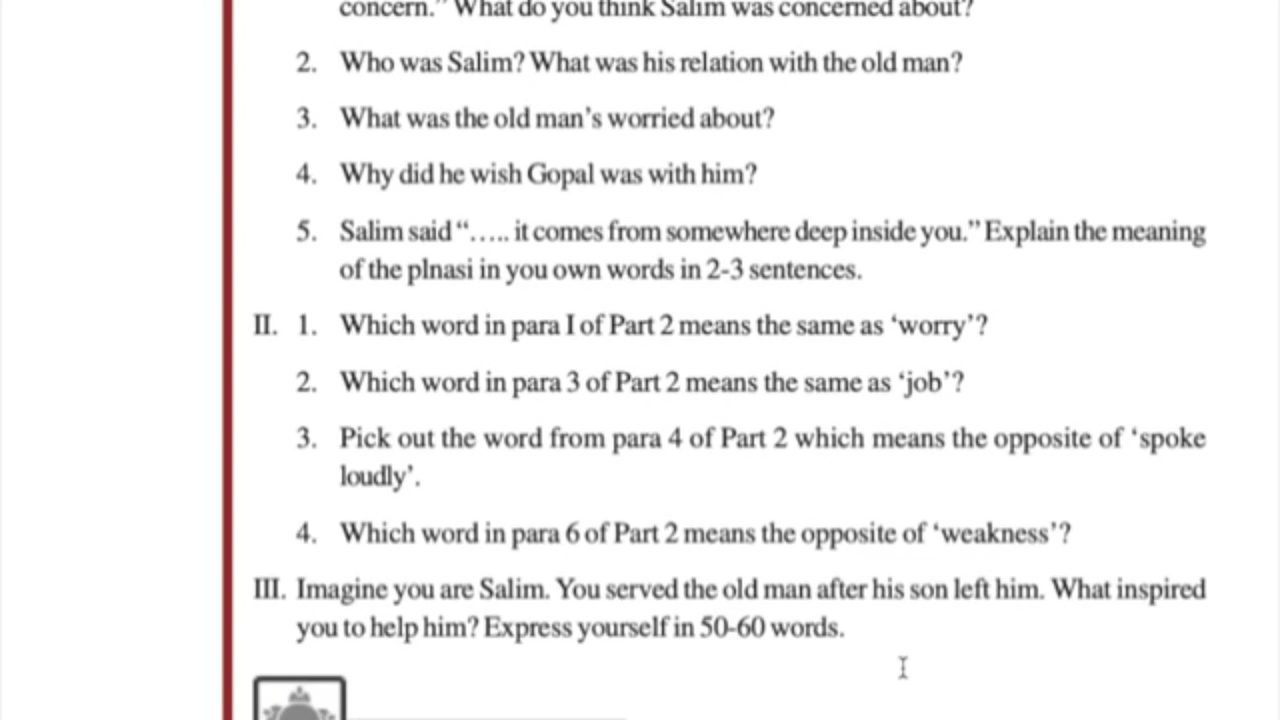 concern." What do you think Salim was concerned about?
2. Who was Salim? What was his relation with the old man?
3. What was the old man's worried about?
4. Why did he wish Gopal was with him?
5. Salim said “..... it comes from somewhere deep inside you.” Explain the meaning
of the plnasi in you own words in 2-3 sentences.
II. 1. Which word in para I of Part 2 means the same as ‘worry’?
2. Which word in para 3 of Part 2 means the same as ‘job’?
3. Pick out the word from para 4 of Part 2 which means the opposite of ‘spoke
loudly’.
4. Which word in para 6 of Part 2 means the opposite of ‘weakness’?
III. Imagine you are Salim. You served the old man after his son left him. What inspired
you to help him? Express yourself in 50-60 words.